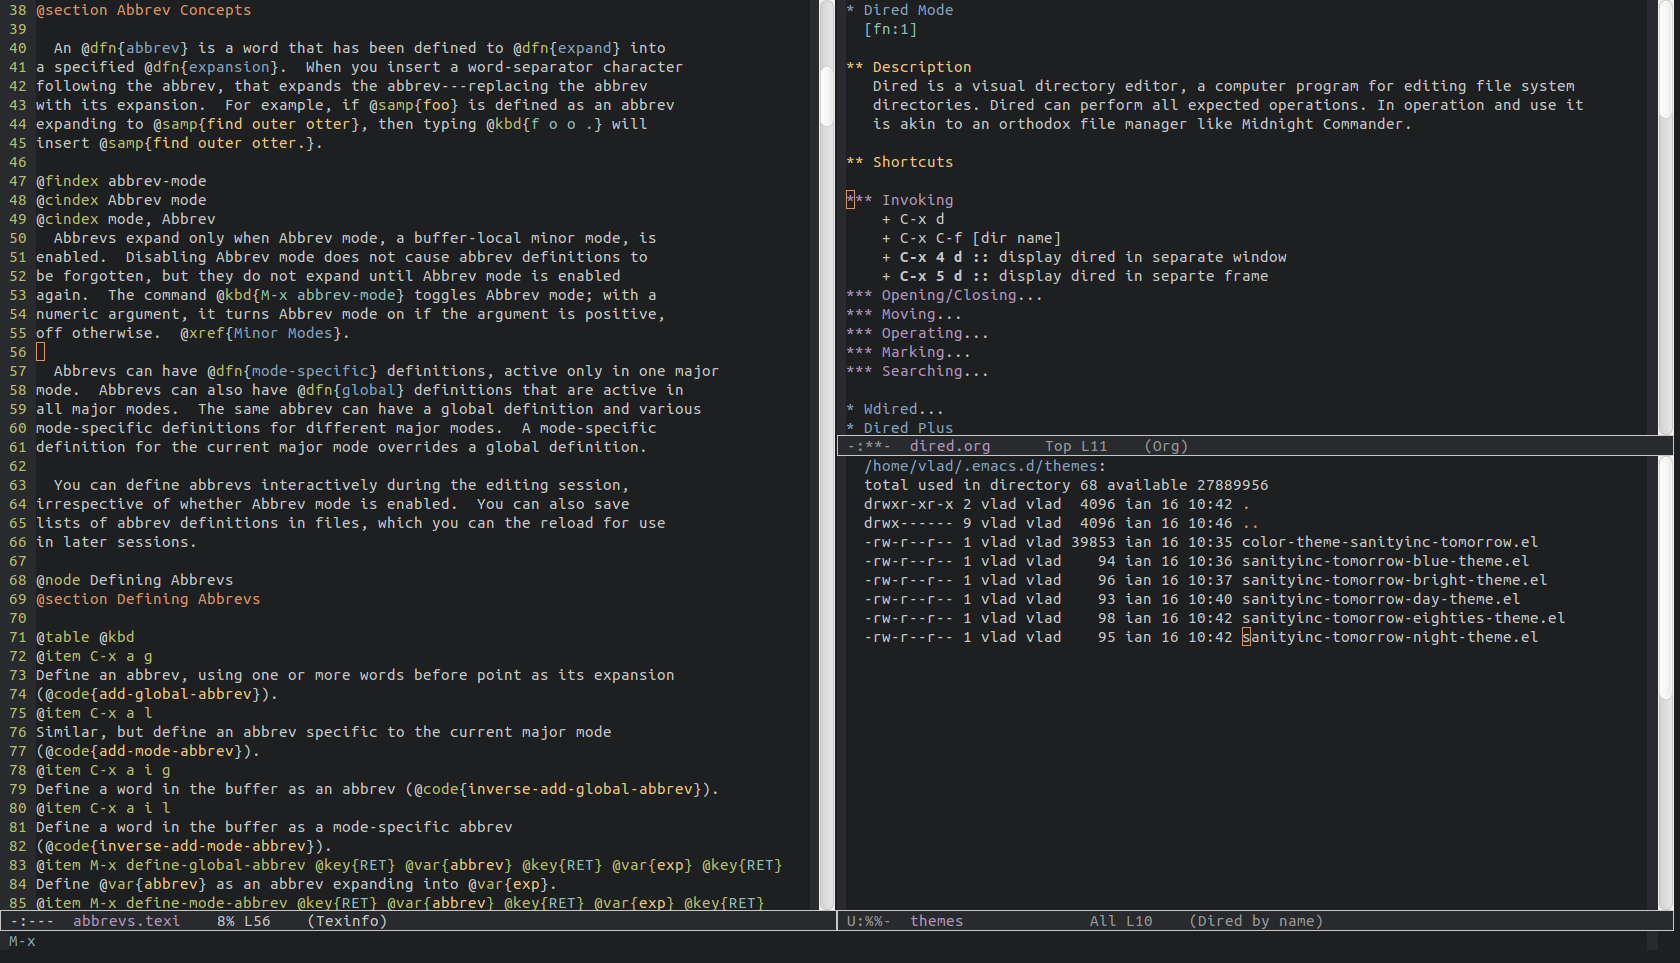 38 @section Abbrev Concepts
39
40   An @dfn{abbrev} is a word that has been defined to @dfn{expand} into
41 a specified @dfn{expansion}.  When you insert a word-separator character
42 following the abbrev, that expands the abbrev---replacing the abbrev
43 with its expansion.  For example, if @samp{foo} is defined as an abbrev
44 expanding to @samp{find outer otter}, then typing @kbd{f o o .} will
45 insert @samp{find outer otter.}.
46
47 @findex abbrev-mode
48 @cindex Abbrev mode
49 @cindex mode, Abbrev
50   Abbrevs expand only when Abbrev mode, a buffer-local minor mode, is
51 enabled.  Disabling Abbrev mode does not cause abbrev definitions to
52 be forgotten, but they do not expand until Abbrev mode is enabled
53 again.  The command @kbd{M-x abbrev-mode} toggles Abbrev mode; with a
54 numeric argument, it turns Abbrev mode on if the argument is positive,
55 off otherwise.  @xref{Minor Modes}.
56
57   Abbrevs can have @dfn{mode-specific} definitions, active only in one major
58 mode.  Abbrevs can also have @dfn{global} definitions that are active in
59 all major modes.  The same abbrev can have a global definition and various
60 mode-specific definitions for different major modes.  A mode-specific
61 definition for the current major mode overrides a global definition.
62
63   You can define abbrevs interactively during the editing session,
64 irrespective of whether Abbrev mode is enabled.  You can also save
65 lists of abbrev definitions in files, which you can the reload for use
66 in later sessions.
67
68 @node Defining Abbrevs
69 @section Defining Abbrevs
70
71 @table @kbd
72 @item C-x a g
73 Define an abbrev, using one or more words before point as its expansion
74 (@code{add-global-abbrev}).
75 @item C-x a l
76 Similar, but define an abbrev specific to the current major mode
77 (@code{add-mode-abbrev}).
78 @item C-x a i g
79 Define a word in the buffer as an abbrev (@code{inverse-add-global-abbrev}).
80 @item C-x a i l
81 Define a word in the buffer as a mode-specific abbrev
82 (@code{inverse-add-mode-abbrev}).
83 @item M-x define-global-abbrev @key{RET} @var{abbrev} @key{RET} @var{exp} @key{RET}
84 Define @var{abbrev} as an abbrev expanding into @var{exp}.
85 @item M-x define-mode-abbrev @key{RET} @var{abbrev} @key{RET} @var{exp} @key{RET}
-:---  abbrevs.texi    8% L56    (Texinfo)
M-x
* Dired Mode
  [fn:1]

** Description
   Dired is a visual directory editor, a computer program for editing file system
   directories. Dired can perform all expected operations. In operation and use it
   is akin to an orthodox file manager like Midnight Commander.

** Shortcuts

*** Invoking
    + C-x d
    + C-x C-f [dir name]
    + C-x 4 d :: display dired in separate window
    + C-x 5 d :: display dired in separte frame
*** Opening/Closing...
*** Moving...
*** Operating...
*** Marking...
*** Searching...

* Wdired...
* Dired Plus
-:**-  dired.org      Top L11    (Org)
  /home/vlad/.emacs.d/themes:
  total used in directory 68 available 27889956
  drwxr-xr-x 2 vlad vlad  4096 ian 16 10:42 .
  drwx------ 9 vlad vlad  4096 ian 16 10:46 ..
  -rw-r--r-- 1 vlad vlad 39853 ian 16 10:35 color-theme-sanityinc-tomorrow.el
  -rw-r--r-- 1 vlad vlad    94 ian 16 10:36 sanityinc-tomorrow-blue-theme.el
  -rw-r--r-- 1 vlad vlad    96 ian 16 10:37 sanityinc-tomorrow-bright-theme.el
  -rw-r--r-- 1 vlad vlad    93 ian 16 10:40 sanityinc-tomorrow-day-theme.el
  -rw-r--r-- 1 vlad vlad    98 ian 16 10:42 sanityinc-tomorrow-eighties-theme.el
  -rw-r--r-- 1 vlad vlad    95 ian 16 10:42 sanityinc-tomorrow-night-theme.el
U:%%-  themes              All L10    (Dired by name)